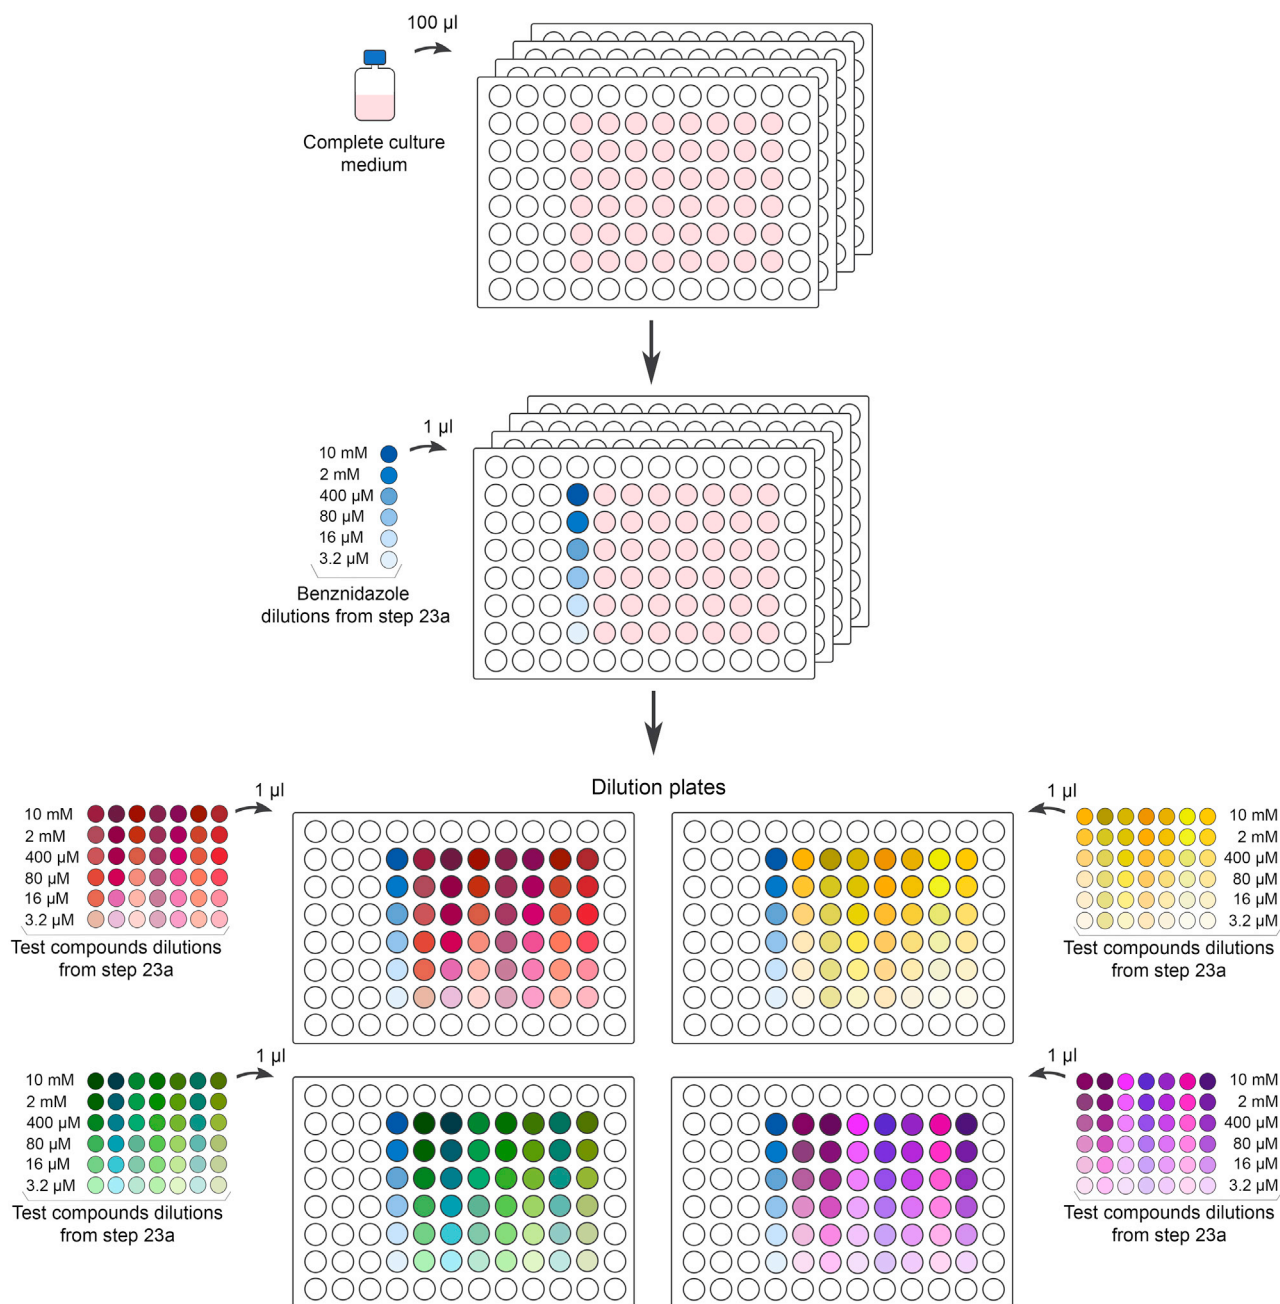 100 µl
Complete culture
medium
1 µl
10 mM
2 mM
400 µM
80 µM
16 µM
3.2 µM
Benznidazole
dilutions from step 23a
Dilution plates
1 µl
10 mM
2 mM
400 µM
80 µM
16 µM
3.2 µM
Test compounds dilutions
from step 23a
1 µl
10 mM
2 mM
400 µM
80 µM
16 µM
3.2 µM
Test compounds dilutions
from step 23a
1 µl
10 mM
2 mM
400 µM
80 µM
16 µM
3.2 µM
Test compounds dilutions
from step 23a
1 µl
10 mM
2 mM
400 µM
80 µM
16 µM
3.2 µM
Test compounds dilutions
from step 23a